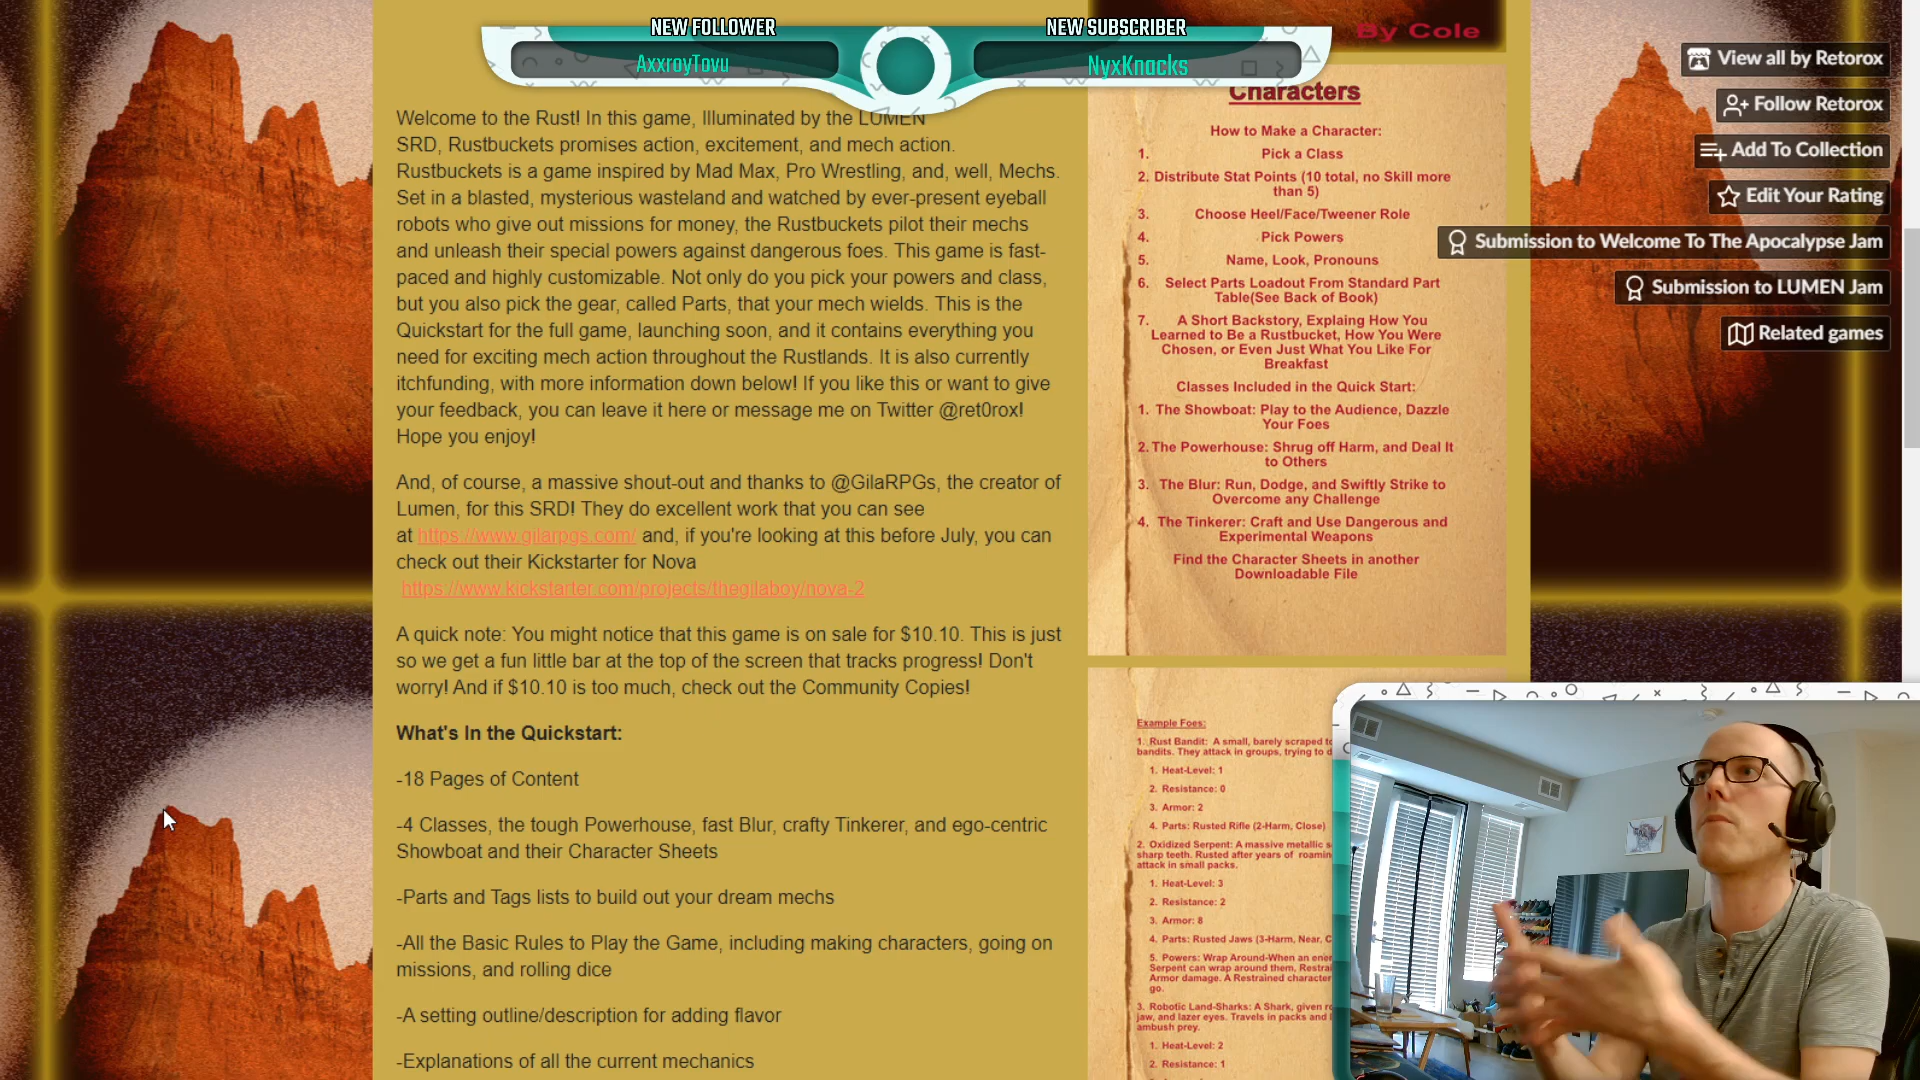 NEW FOLLOWER
AxxroyTovu
NEW SUBSCRIBER
NyxKnacks
By Cole
View all by Retorox
Follow Retorox
Add To Collection
Edit Your Rating
Submission to Welcome To The Apocalypse Jam
Submission to LUMEN Jam
Related games
Welcome to the Rust! In this game, Illuminated by the LUMEN
SRD, Rustbuckets promises action, excitement, and mech action.
Rustbuckets is a game inspired by Mad Max, Pro Wrestling, and, well, Mechs.
Set in a blasted, mysterious wasteland and watched by ever-present eyeball
robots who give out missions for money, the Rustbuckets pilot their mechs
and unleash their special powers against dangerous foes. This game is fast-
paced and highly customizable. Not only do you pick your powers and class,
but you also pick the gear, called Parts, that your mech wields. This is the
Quickstart for the full game, launching soon, and it contains everything you
need for exciting mech action throughout the Rustlands. It is also currently
itchfunding, with more information down below! If you like this or want to give
your feedback, you can leave it here or message me on Twitter @ret0rox!
Hope you enjoy!
And, of course, a massive shout-out and thanks to @GilaRPGs, the creator of
Lumen, for this SRD! They do excellent work that you can see
at https://www.gilarpgs.com/ and, if you're looking at this before July, you can
check out their Kickstarter for Nova
https://www.kickstarter.com/projects/thegilaboy/nova-2
A quick note: You might notice that this game is on sale for $10.10. This is just
so we get a fun little bar at the top of the screen that tracks progress! Don't
worry! And if $10.10 is too much, check out the Community Copies!
What's In the Quickstart:
-18 Pages of Content
-4 Classes, the tough Powerhouse, fast Blur, crafty Tinkerer, and ego-centric
Showboat and their Character Sheets
-Parts and Tags lists to build out your dream mechs
-All the Basic Rules to Play the Game, including making characters, going on
missions, and rolling dice
-A setting outline/description for adding flavor
-Explanations of all the current mechanics
Characters
How to Make a Character:
1. Pick a Class
2. Distribute Stat Points (10 total, no Skill more
than 5)
3. Choose Heel/Face/Tweener Role
4. Pick Powers
5. Name, Look, Pronouns
6. Select Parts Loadout From Standard Part
Table(See Back of Book)
7. A Short Backstory, Explaing How You
Learned to Be a Rustbucket, How You Were
Chosen, or Even Just What You Like For
Breakfast
Classes Included in the Quick Start:
1. The Showboat: Play to the Audience, Dazzle
Your Foes
2. The Powerhouse: Shrug off Harm, and Deal It
to Others
3. The Blur: Run, Dodge, and Swiftly Strike to
Overcome any Challenge
4. The Tinkerer: Craft and Use Dangerous and
Experimental Weapons
Find the Character Sheets in another
Downloadable File
Example Foes:
1. Rust Bandit: A small, barely scraped
bandits. They attack in groups, trying to
1. Heat-Level: 1
2. Resistance: 0
3. Armor: 2
4. Parts: Rusted Rifle (2-Harm, Close)
2. Oxidized Serpent: A massive metallic
sharp teeth. Rusted after years of roamin
attack in small packs.
1. Heat-Level: 3
2. Resistance: 2
3. Armor: 8
4. Parts: Rusted Jaws (3-Harm, Near,
5. Powers: Wrap Around-When an ene
Serpent can wrap around them, Restrai
Armor damage. A Restrained character
go.
3. Robotic Land-Sharks: A Shark, given
jaw, and lazer eyes. Travels in packs and
ambush prey.
1. Heat-Level: 2
2. Resistance: 1